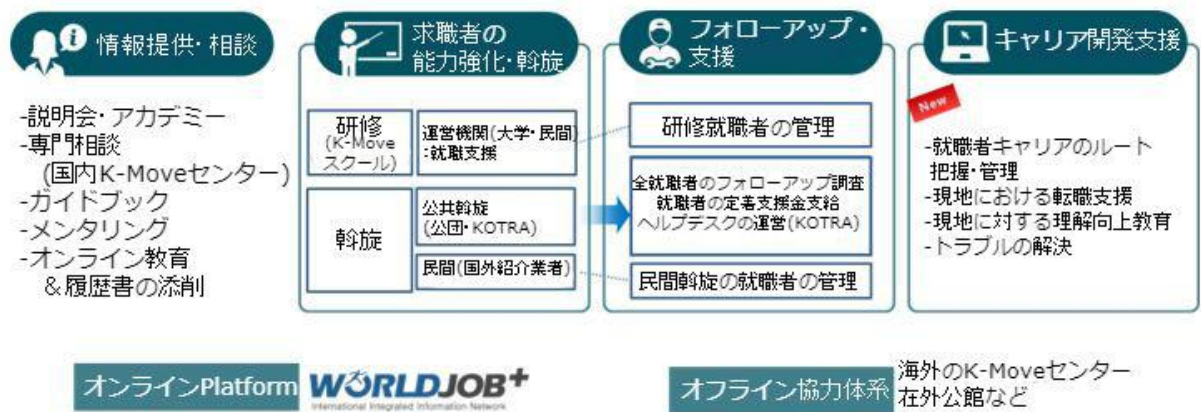 情報提供・相談
-説明会・アカデミー
-専門相談
(国内K-Moveセンター)
-ガイドブック
-メンタリング
-オンライン教育
&履歴書の添削
求職者の
能力強化・斡旋
研修
(K-Move
スクール)
運営機関(大学・民間)
:就職支援
斡旋
公共斡旋
(公団・KOTRA)
民間(国外紹介業者)
フォローアップ・
支援
研修就職者の管理
全就職者のフォローアップ調査
就職者の定着支援金支給
ヘルプデスクの運営(KOTRA)
民間斡旋の就職者の管理
キャリア開発支援
New
-就職者キャリアのルート
把握・管理
-現地における転職支援
-現地に対する理解向上教育
-トラブルの解決
オンラインPlatform
WORLDJOB+
International Integrated Information Network
オフライン協力体系
海外のK-Moveセンター
在外公館など